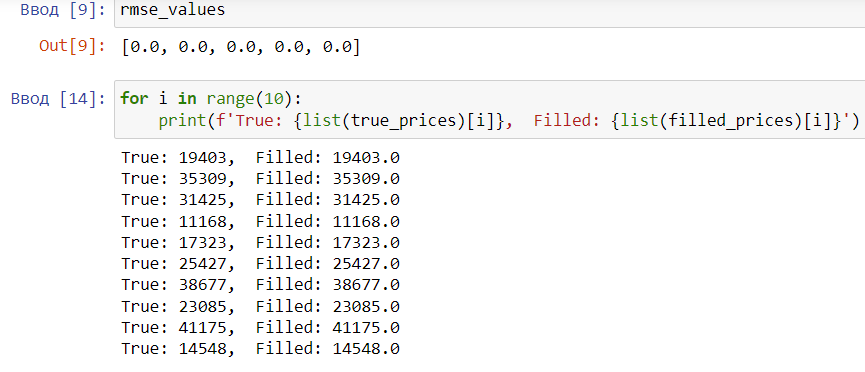 Ввод [9]: rmse_values
Out[9]: [0.0, 0.0, 0.0, 0.0, 0.0]
Ввод [14]: for i in range(10):
    print(f'True: {list(true_prices)[i]},  Filled: {list(filled_prices)[i]}')
True: 19403,  Filled: 19403.0
True: 35309,  Filled: 35309.0
True: 31425,  Filled: 31425.0
True: 11168,  Filled: 11168.0
True: 17323,  Filled: 17323.0
True: 25427,  Filled: 25427.0
True: 38677,  Filled: 38677.0
True: 23085,  Filled: 23085.0
True: 41175,  Filled: 41175.0
True: 14548,  Filled: 14548.0